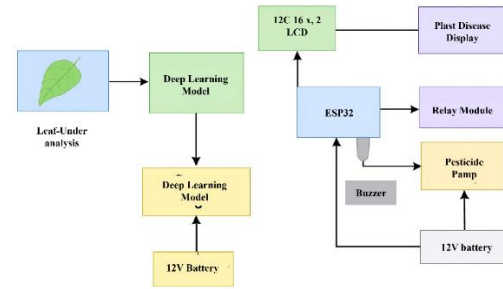 12C 16 x, 2
LCD
Plast Disease
Display
Deep Learning
Model
Leaf-Under
analysis
ESP32
Relay Module
Deep Learning
Model
Buzzer
Pesticide
Pamp
12V Battery
12V battery